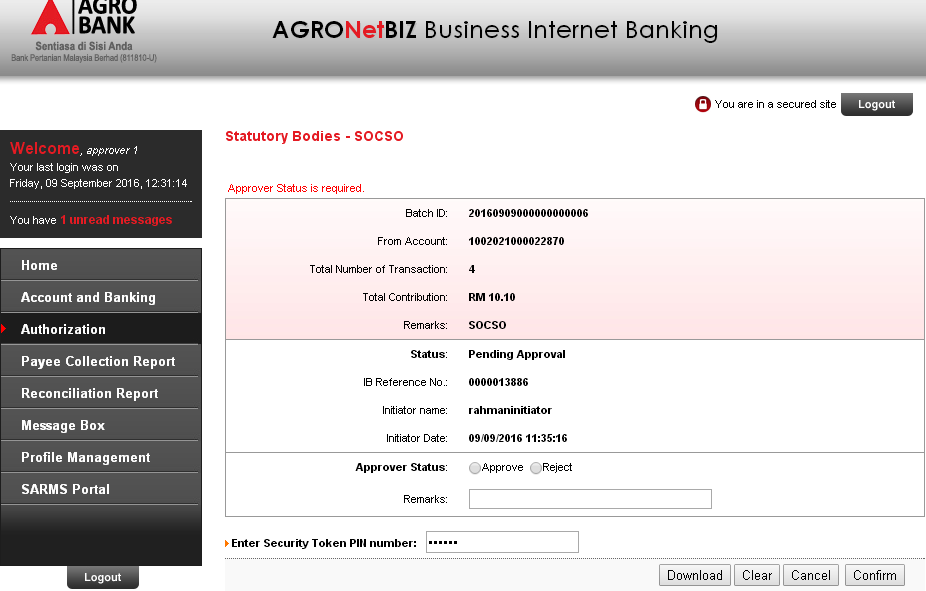 AGRO
BANK
Sentiasa di Sisi Anda
Bank Pertanian Malaysia Berhad (811810-U)
AGRONetBIZ Business Internet Banking
You are in a secured site
Logout
Welcome, approver 1
Your last login was on
Friday, 09 September 2016, 12:31:14
You have 1 unread messages
Home
Account and Banking
Authorization
Payee Collection Report
Reconciliation Report
Message Box
Profile Management
SARMS Portal
Logout
Statutory Bodies - SOCSO
Approver Status is required.
Batch ID: 20160909000000000006
From Account: 1002021000022870
Total Number of Transaction: 4
Total Contribution: RM 10.10
Remarks: SOCSO
Status: Pending Approval
IB Reference No.: 0000013886
Initiator name: rahmaninitiator
Initiator Date: 09/09/2016 11:35:16
Approver Status: Approve Reject
Remarks:
Enter Security Token PIN number: ••••••
Download Clear Cancel Confirm